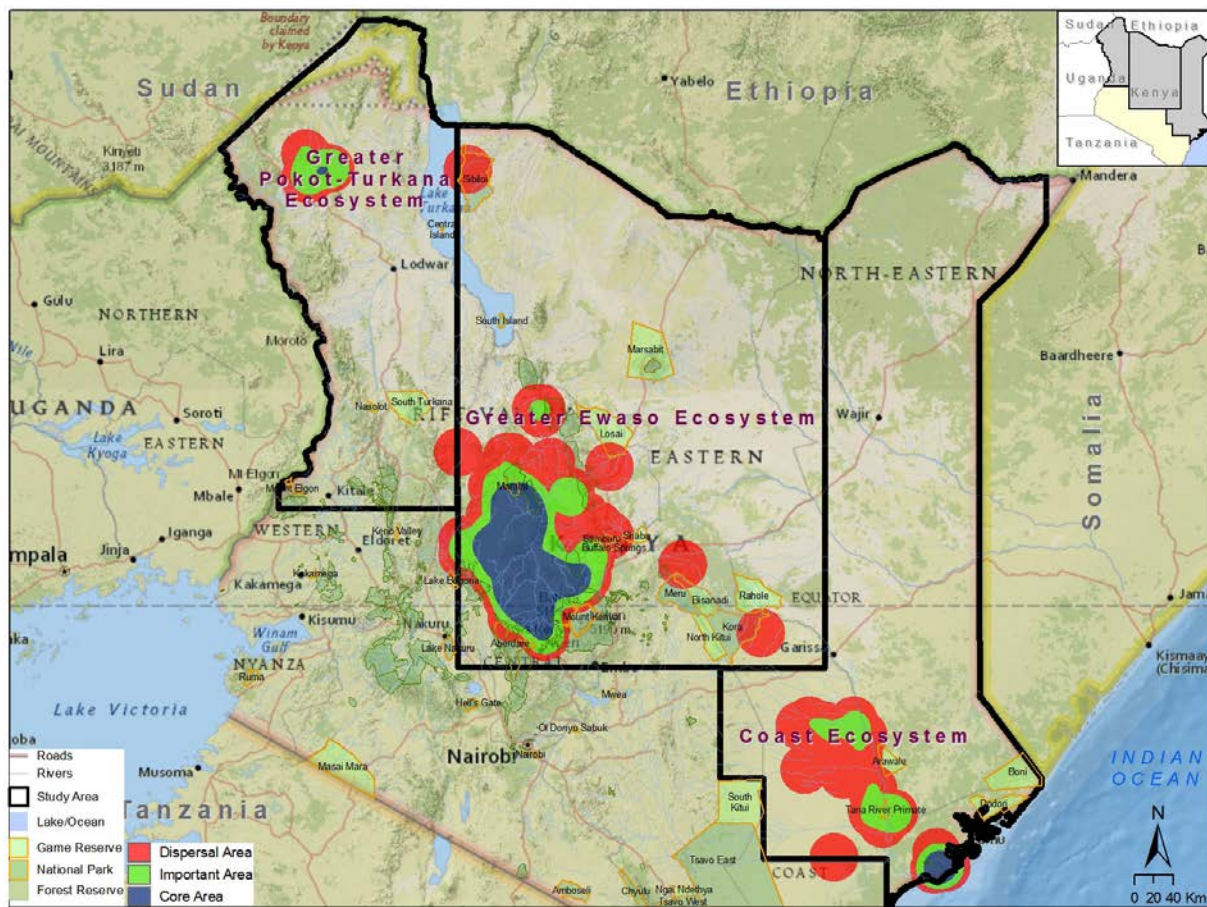 Boundary
claimed
by Kenya
Sudan
Ethiopia
Yabelo
Kinyeti
3187 m
Greater
Pokot-Turkana
Ecosystem
Sibiloi
Lake
Turkana
Central
Island
Mandera
Lodwar
NORTH-EASTERN
Gulu
NORTHERN
Moroto
South Island
Nile
Lira
Marsabit
Baardheere
UGANDA
Nasolot
South Turkana
Soroti
Greater Ewaso Ecosystem
Wajir
Lake
Kyoga
EASTERN
Losai
EASTERN
Somalia
Mt Elgon
Mount Elgon
Mbale
Kitale
Maralal
WESTERN
Iganga
Kerio Valley
Eldoret
Samburu
Shaba
Buffalo Springs
Jinja
Kakamega
Kakamega
Lake Bogoria
Meru
Bisanadi
Rahole
EQUATOR
Kisumu
Winam
Gulf
Nakuru
Mount Kenya
Kora
North Kitui
Garissa
Aberdare
Lake Nakuru
CENTRAL
NYANZA
Ruma
Mwea
Hell's Gate
Lake Victoria
Ol Donyo Sabuk
Nairobi
Nairobi
Coast Ecosystem
Arawale
INDIAN
OCEAN
Boni
Dodori
Masai Mara
Musoma
Tanzania
South
Kitui
Tana River Primate
Tsavo East
COAST
Amboseli
Chyulu
Ngai Ndethya
Tsavo West
Sudan
Ethiopia
Uganda
Kenya
Tanzania
Roads
Rivers
Study Area
Lake/Ocean
Game Reserve
National Park
Forest Reserve
Dispersal Area
Important Area
Core Area
N
0 20 40 Km